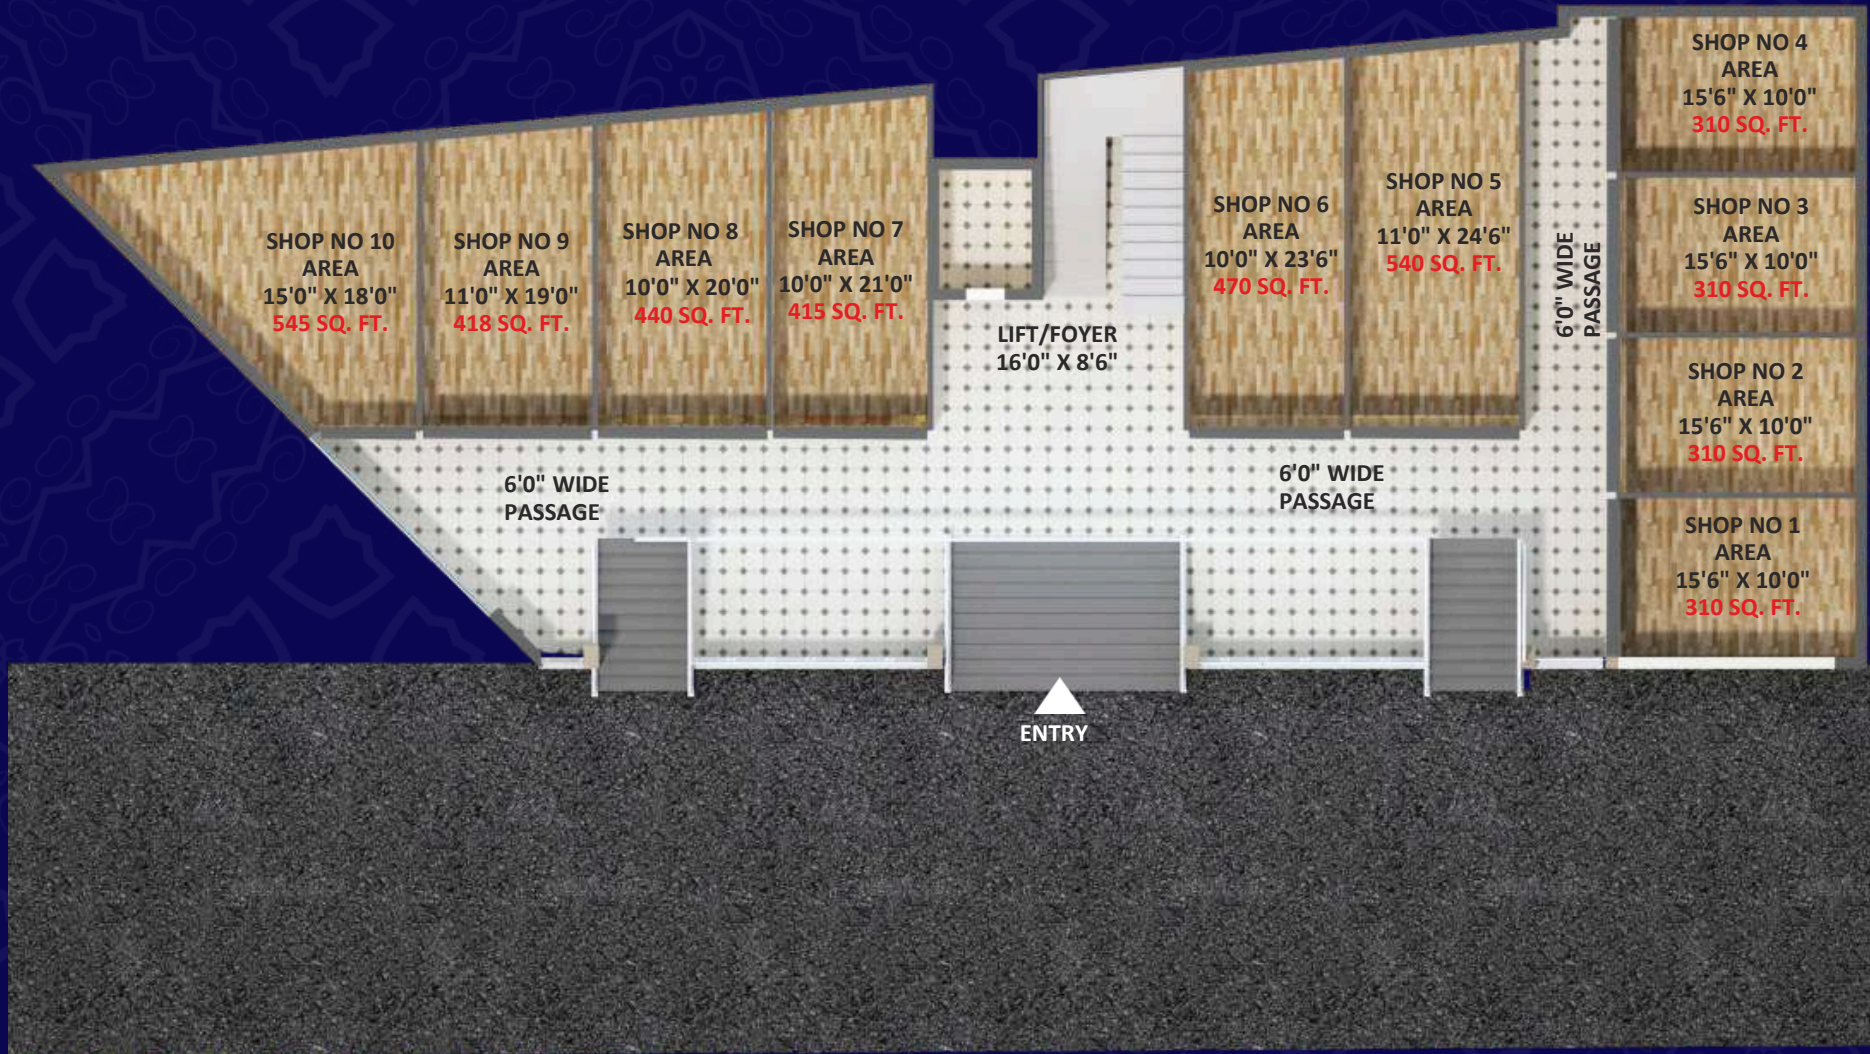 SHOP NO 4
AREA
15'6" X 10'0"
310 SQ. FT.
SHOP NO 3
AREA
15'6" X 10'0"
310 SQ. FT.
SHOP NO 2
AREA
15'6" X 10'0"
310 SQ. FT.
SHOP NO 1
AREA
15'6" X 10'0"
310 SQ. FT.
SHOP NO 5
AREA
11'0" X 24'6"
540 SQ. FT.
SHOP NO 6
AREA
10'0" X 23'6"
470 SQ. FT.
SHOP NO 7
AREA
10'0" X 21'0"
415 SQ. FT.
SHOP NO 8
AREA
10'0" X 20'0"
440 SQ. FT.
SHOP NO 9
AREA
11'0" X 19'0"
418 SQ. FT.
SHOP NO 10
AREA
15'0" X 18'0"
545 SQ. FT.
6'0" WIDE
PASSAGE
LIFT/FOYER
16'0" X 8'6"
6'0" WIDE
PASSAGE
6'0" WIDE
PASSAGE
ENTRY